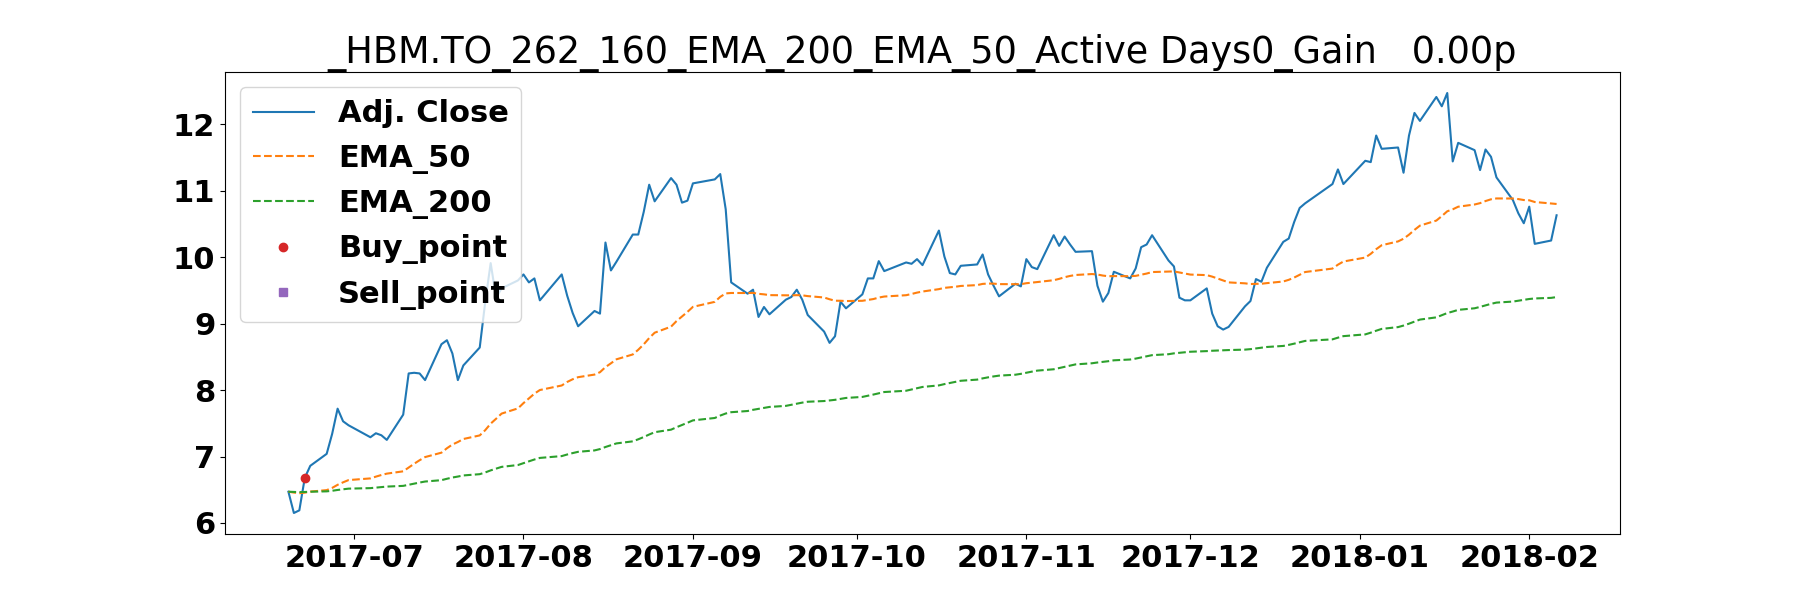 _HBM.TO_262_160_EMA_200_EMA_50_Active Days0_Gain   0.00p
Adj. Close
EMA_50
EMA_200
Buy_point
Sell_point
12
11
10
9
8
7
6
2017-07 2017-08 2017-09 2017-10 2017-11 2017-12 2018-01 2018-02